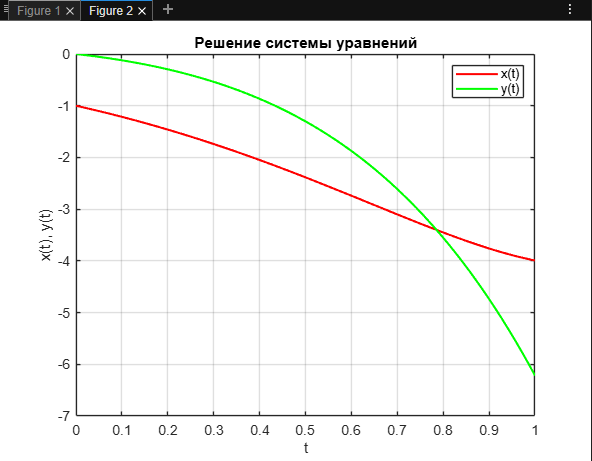 Figure 1 × Figure 2 × +
Решение системы уравнений
x(t)
y(t)
x(t), y(t)
0
-1
-2
-3
-4
-5
-6
-7
0 0.1 0.2 0.3 0.4 0.5 0.6 0.7 0.8 0.9 1
t